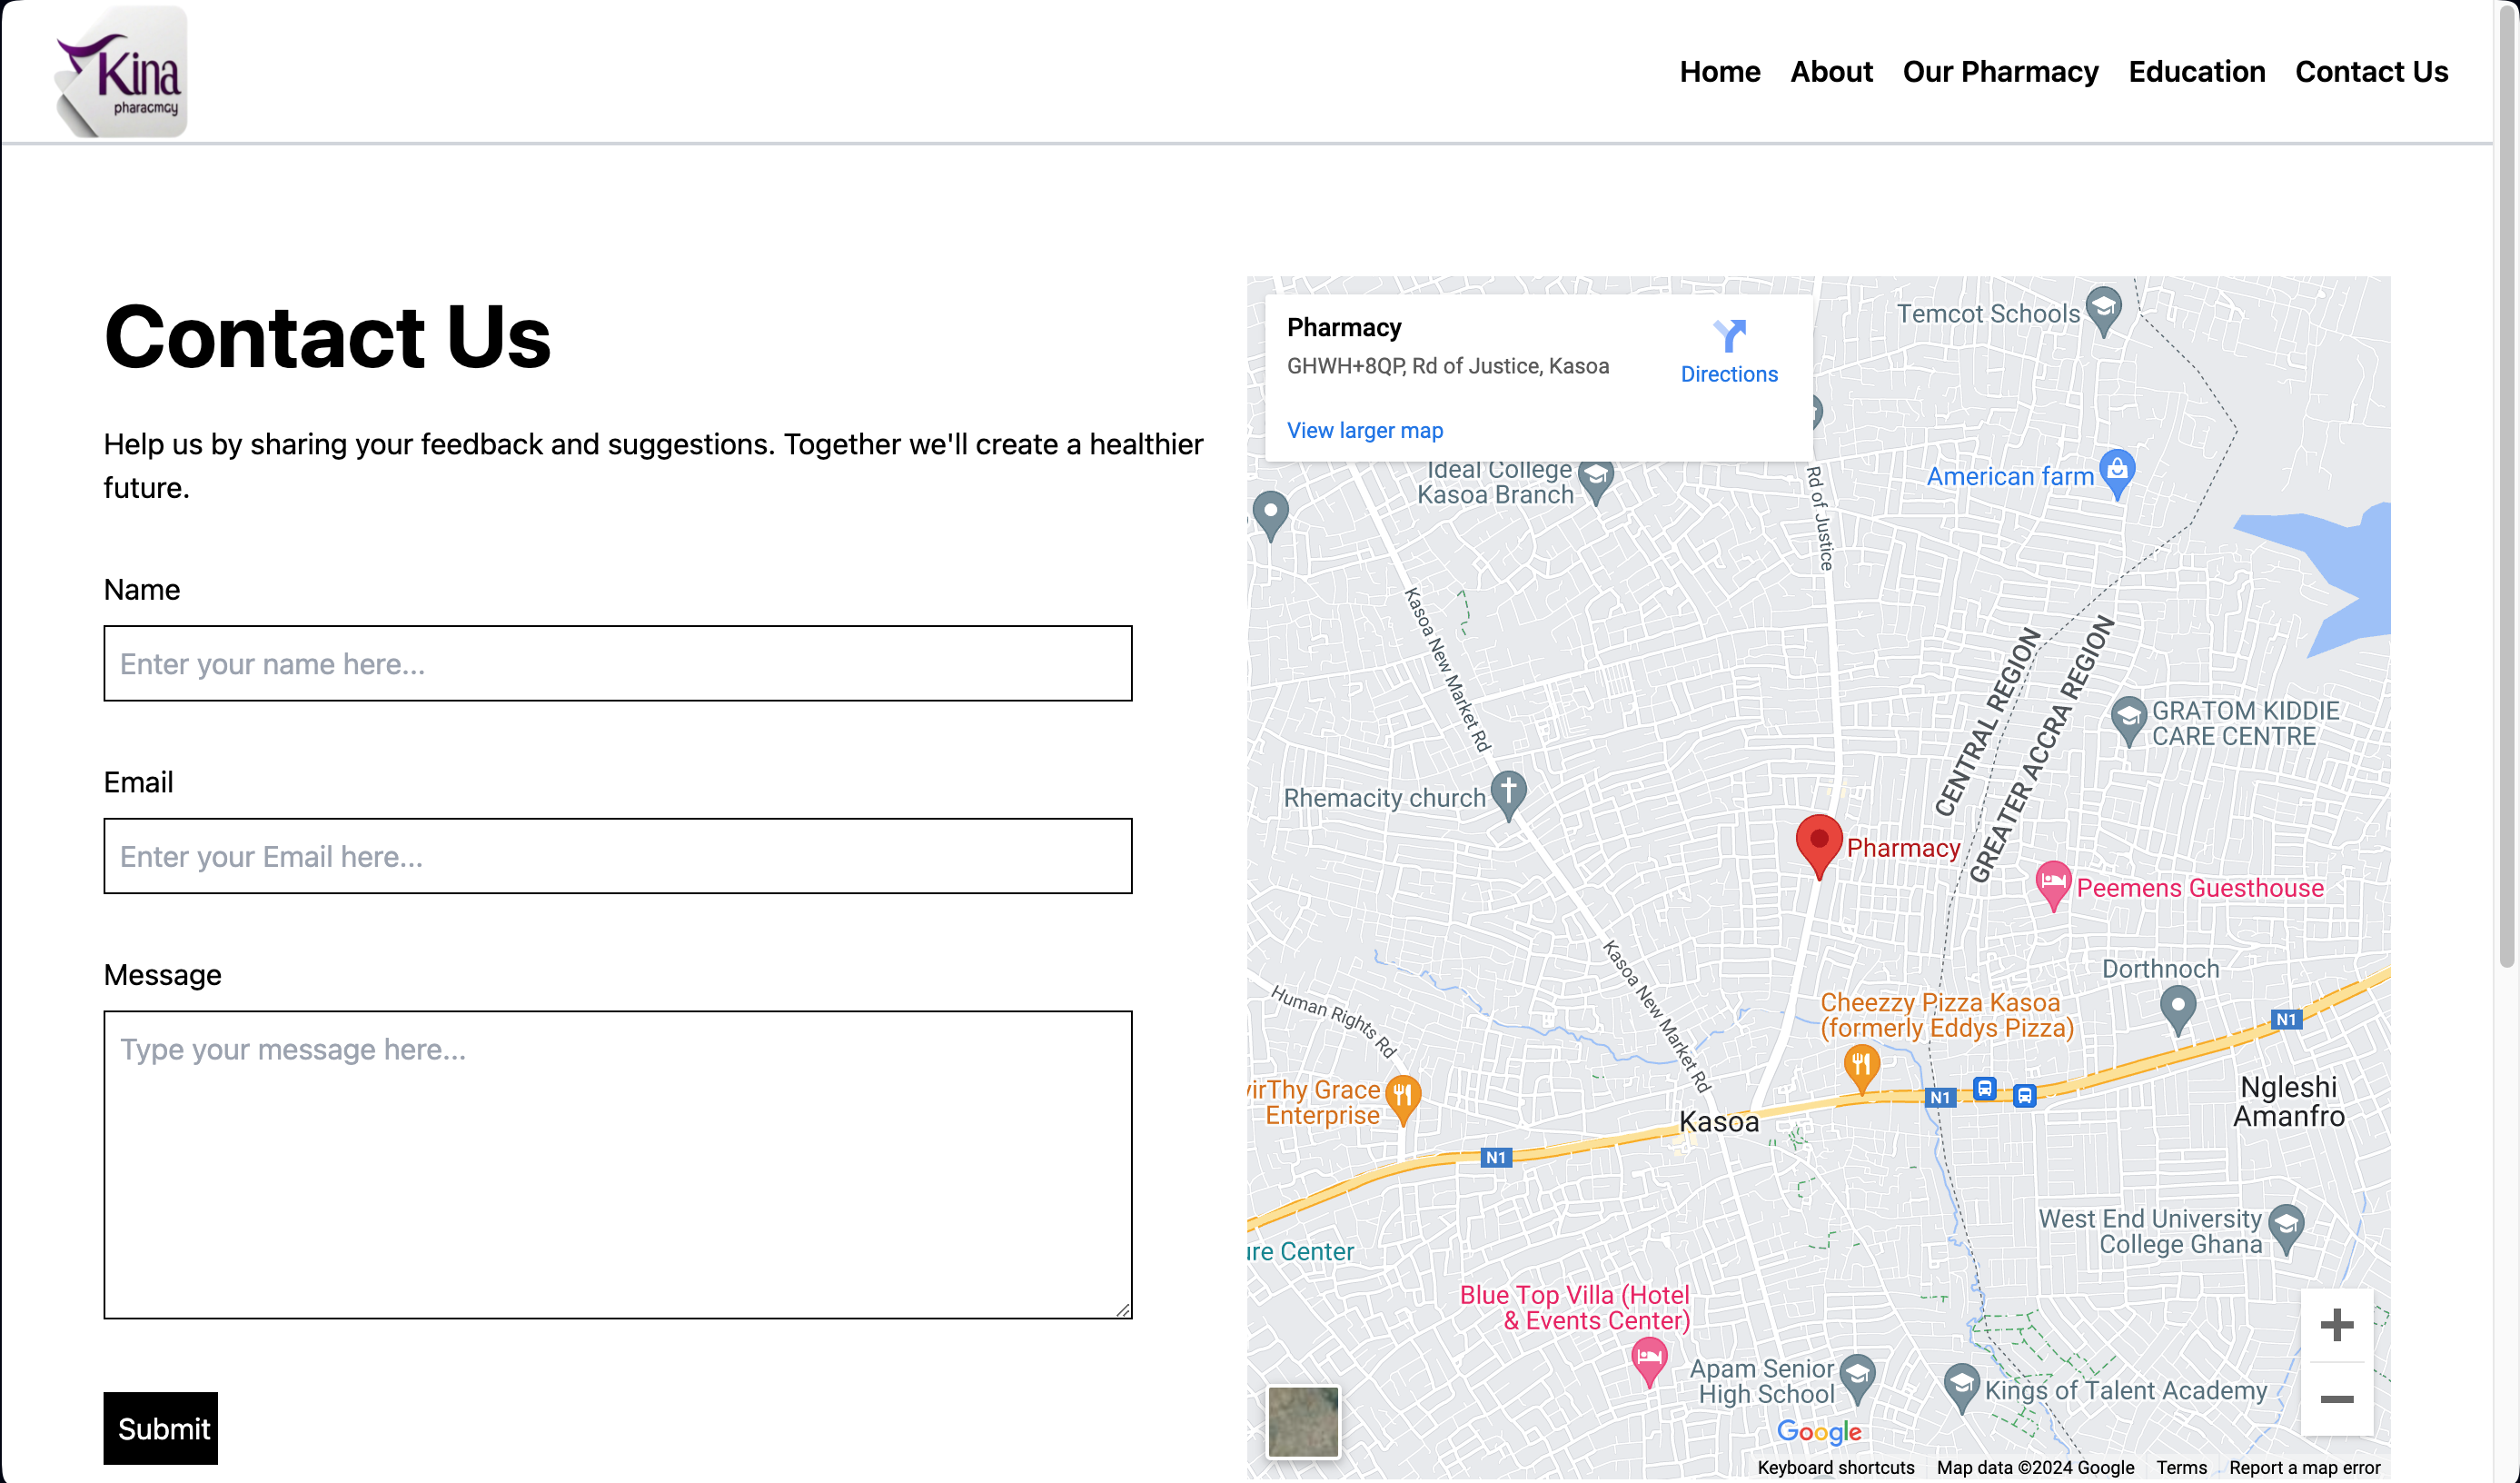 Kina
pharacmcy
Home About Our Pharmacy Education Contact Us
Contact Us
Help us by sharing your feedback and suggestions. Together we'll create a healthier
future.
Name
Enter your name here...
Email
Enter your Email here...
Message
Type your message here...
Submit
Pharmacy
GHWH+8QP, Rd of Justice, Kasoa
Directions
View larger map
Temcot Schools
Ideal College
Kasoa Branch
American farm
Rd of Justice
Kasoa New Market Rd
CENTRAL REGION
GREATER ACCRA REGION
GRATOM KIDDIE
CARE CENTRE
Rhemacity church
Pharmacy
Peemens Guesthouse
Kasoa New Market Rd
Human Rights Rd
Dorthnoch
Cheezzy Pizza Kasoa
(formerly Eddys Pizza)
N1
virThy Grace
Enterprise
N1
Ngleshi
Amanfro
Kasoa
N1
West End University
College Ghana
ure Center
Blue Top Villa (Hotel
& Events Center)
Apam Senior
High School
Kings of Talent Academy
Google
Keyboard shortcuts Map data ©2024 Google Terms Report a map error